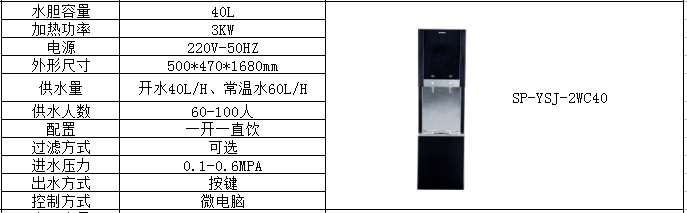 水胆容量 40L
加热功率 3KW
电源 220V-50HZ
外形尺寸 500*470*1680mm
供水量 开水40L/H、常温水60L/H
供水人数 60-100人
配置 一开一直饮
过滤方式 可选
进水压力 0.1-0.6MPA
出水方式 按键
控制方式 微电脑
SP-YSJ-2WC40